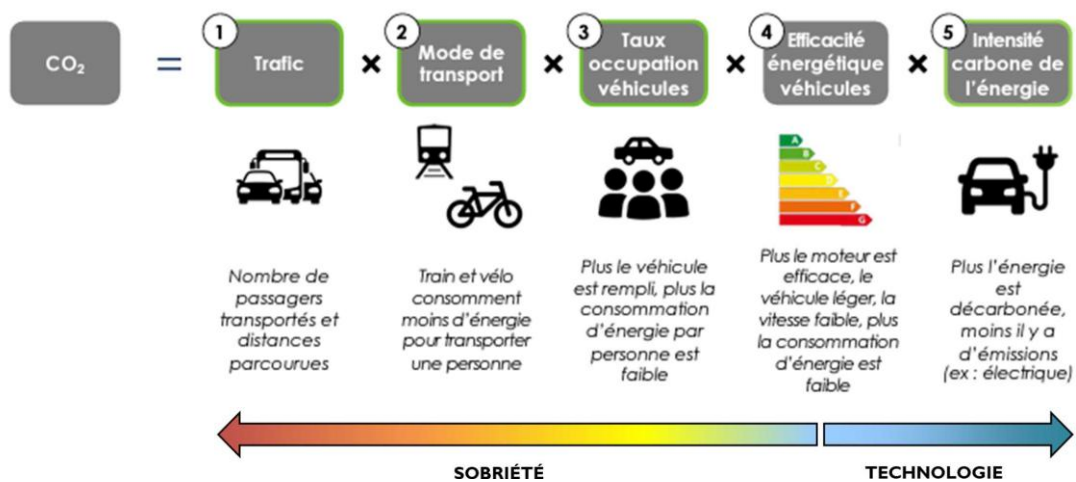 CO₂
=
1
Trafic
×
2
Mode de
transport
×
3
Taux
occupation
véhicules
×
4
Efficacité
énergétique
véhicules
×
5
Intensité
carbone de
l'énergie
A
B
C
D
E
F
G
Nombre de
passagers
transportés et
distances
parcourues
Train et vélo
consomment
moins d'énergie
pour transporter
une personne
Plus le véhicule
est rempli, plus la
consommation
d'énergie par
personne est
faible
Plus le moteur est
efficace, le
véhicule léger, la
vitesse faible, plus
la consommation
d'énergie est
faible
Plus l'énergie
est
décarbonée,
moins il y a
d'émissions
(ex : électrique)
SOBRIÉTÉ
TECHNOLOGIE